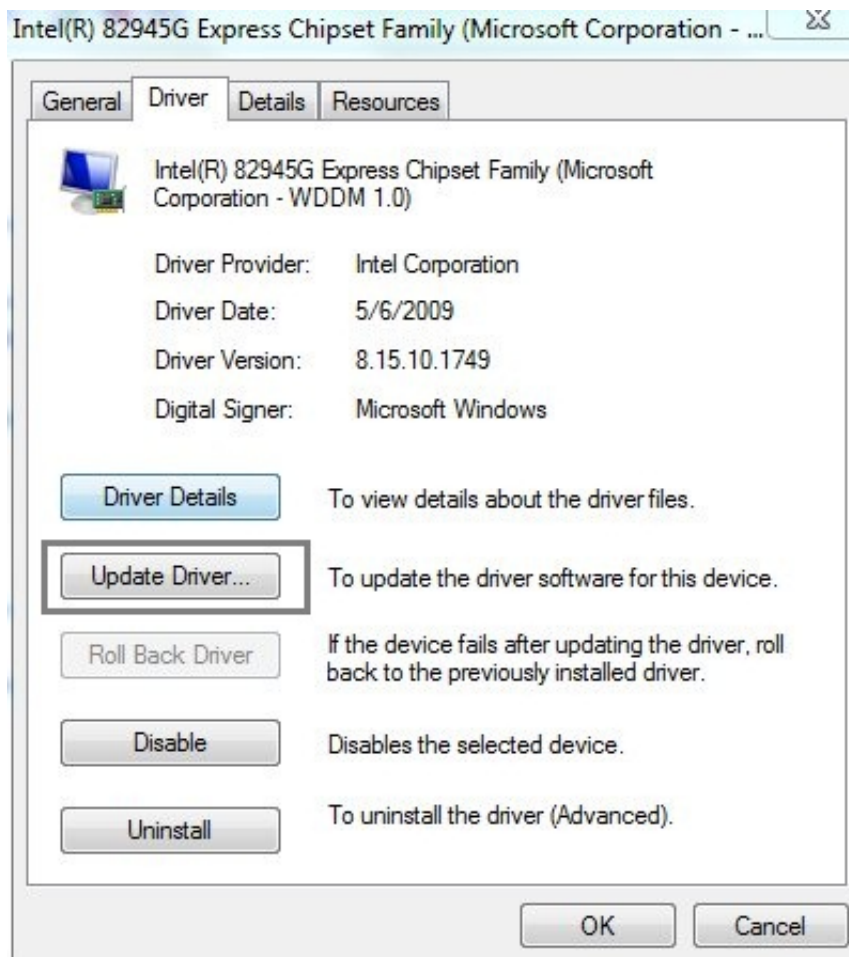 Intel(R) 82945G Express Chipset Family (Microsoft Corporation - ...
General Driver Details Resources
Intel(R) 82945G Express Chipset Family (Microsoft
Corporation - WDDM 1.0)
Driver Provider: Intel Corporation
Driver Date: 5/6/2009
Driver Version: 8.15.10.1749
Digital Signer: Microsoft Windows
Driver Details To view details about the driver files.
Update Driver... To update the driver software for this device.
Roll Back Driver If the device fails after updating the driver, roll
back to the previously installed driver.
Disable Disables the selected device.
Uninstall To uninstall the driver (Advanced).
OK Cancel